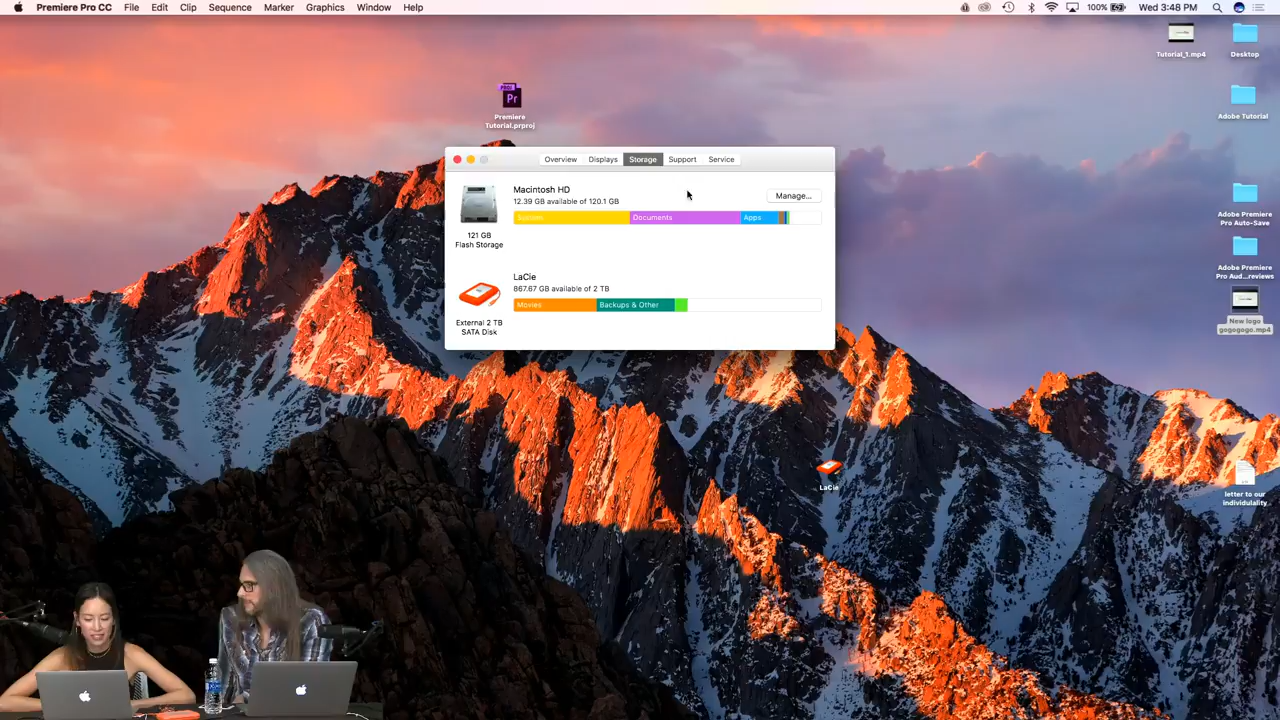 Premiere Pro CC File Edit Clip Sequence Marker Graphics Window Help 100% Wed 3:48 PM
Tutorial_1.mp4
Desktop
PROJ
Pr
Premiere
Tutorial.prproj
Adobe Tutorial
Overview Displays Storage Support Service
Macintosh HD
12.39 GB available of 120.1 GB
Manage...
System Documents Apps
121 GB
Flash Storage
LaCie
867.67 GB available of 2 TB
Movies Backups & Other
External 2 TB
SATA Disk
Adobe Premiere
Pro Auto-Save
Adobe Premiere
Pro Aud...reviews
New logo
gogogogo.mp4
LaCie
letter to our
individulality